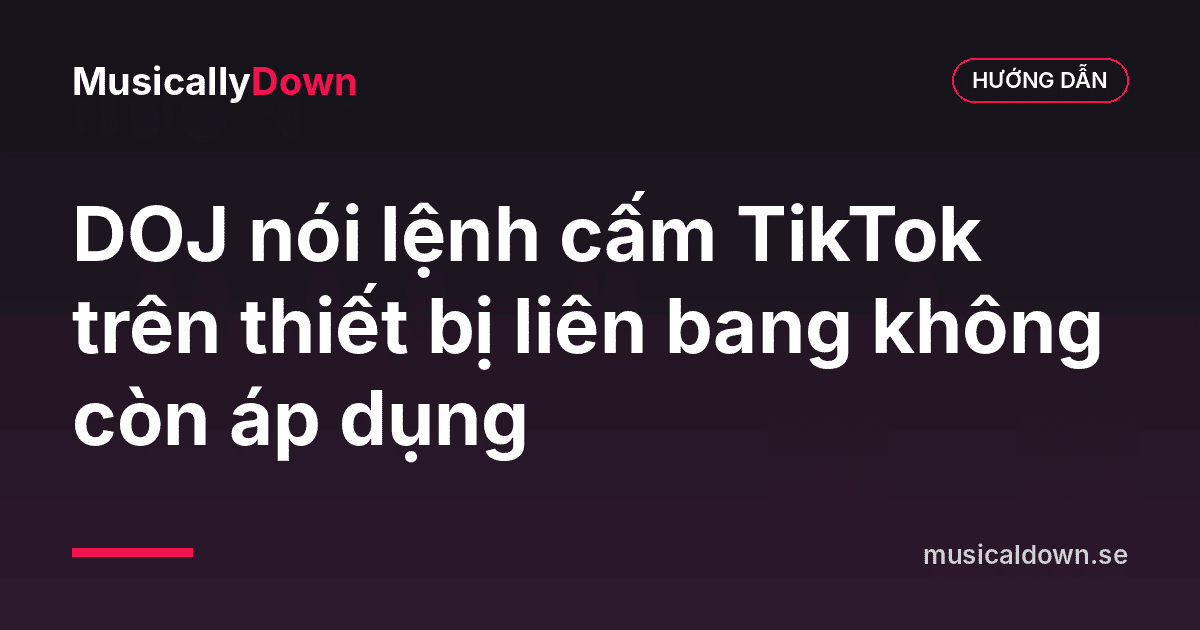 MusicallyDown
HƯỚNG DẪN
DOJ nói lệnh cấm TikTok
trên thiết bị liên bang không
còn áp dụng
musicaldown.se